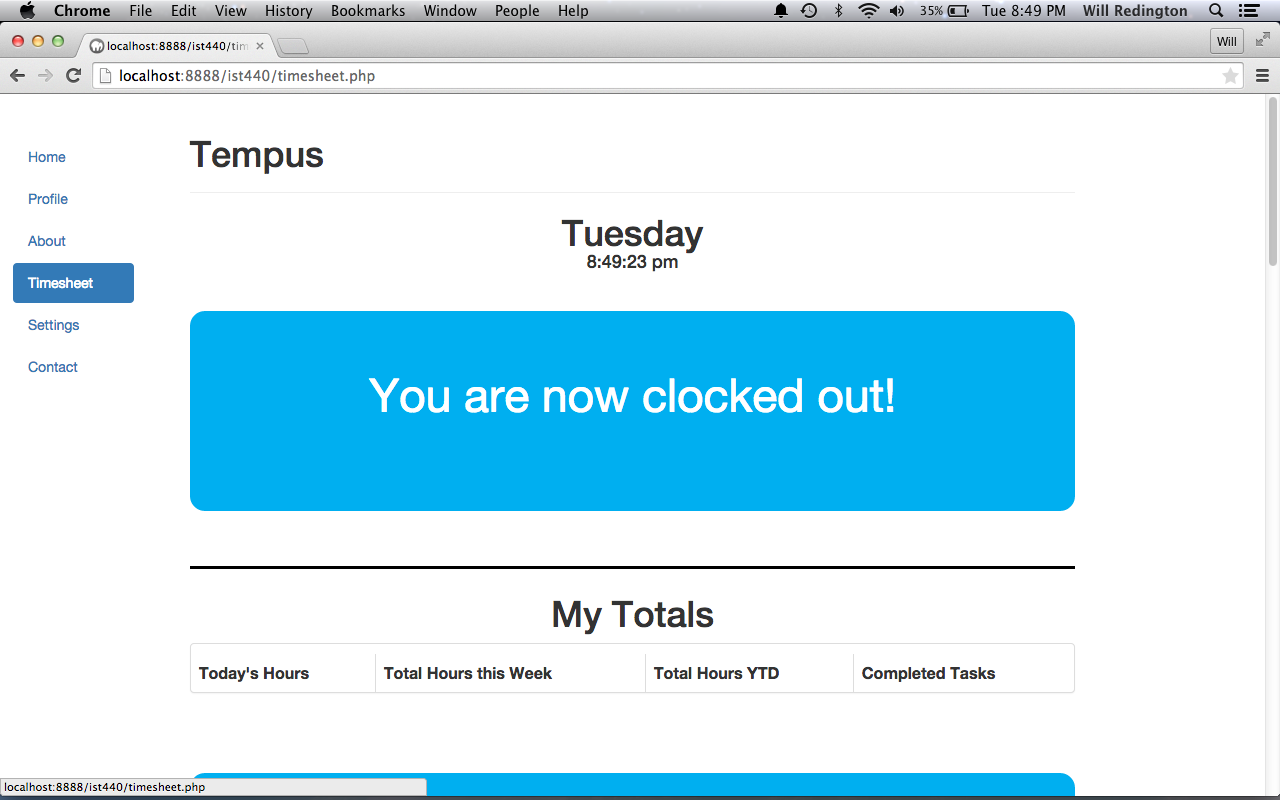 Chrome File Edit View History Bookmarks Window People Help 35% Tue 8:49 PM Will Redington
localhost:8888/ist440/tim Will
localhost:8888/ist440/timesheet.php
Home
Profile
About
Timesheet
Settings
Contact
Tempus
Tuesday
8:49:23 pm
You are now clocked out!
My Totals
Today's Hours Total Hours this Week Total Hours YTD Completed Tasks
localhost:8888/ist440/timesheet.php